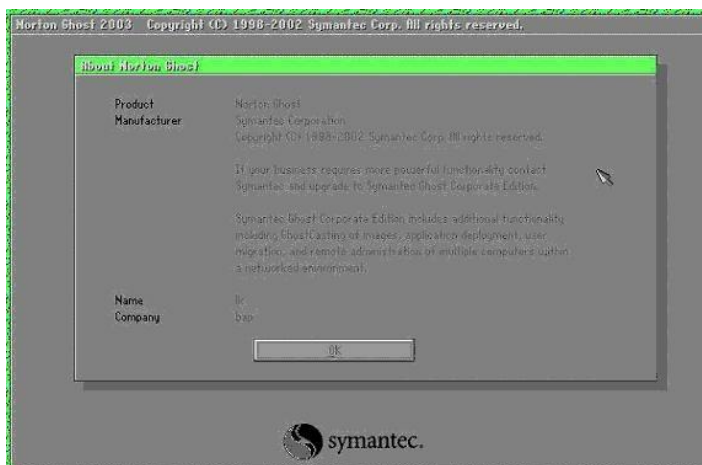 Norton Ghost 2003 Copyright (C) 1998-2002 Symantec Corp. All rights reserved.
About Norton Ghost
Product Norton Ghost
Manufacturer Symantec Corporation
Copyright (C) 1998-2002 Symantec Corp. All rights reserved.
If your business requires more powerful functionality contact
Symantec and upgrade to Symantec Ghost Corporate Edition.
Symantec Ghost Corporate Edition includes additional functionality
including GhostCasting of images, application deployment, user
migration, and remote administration of multiple computers within
a networked environment.
Name
Company
OK
symantec.